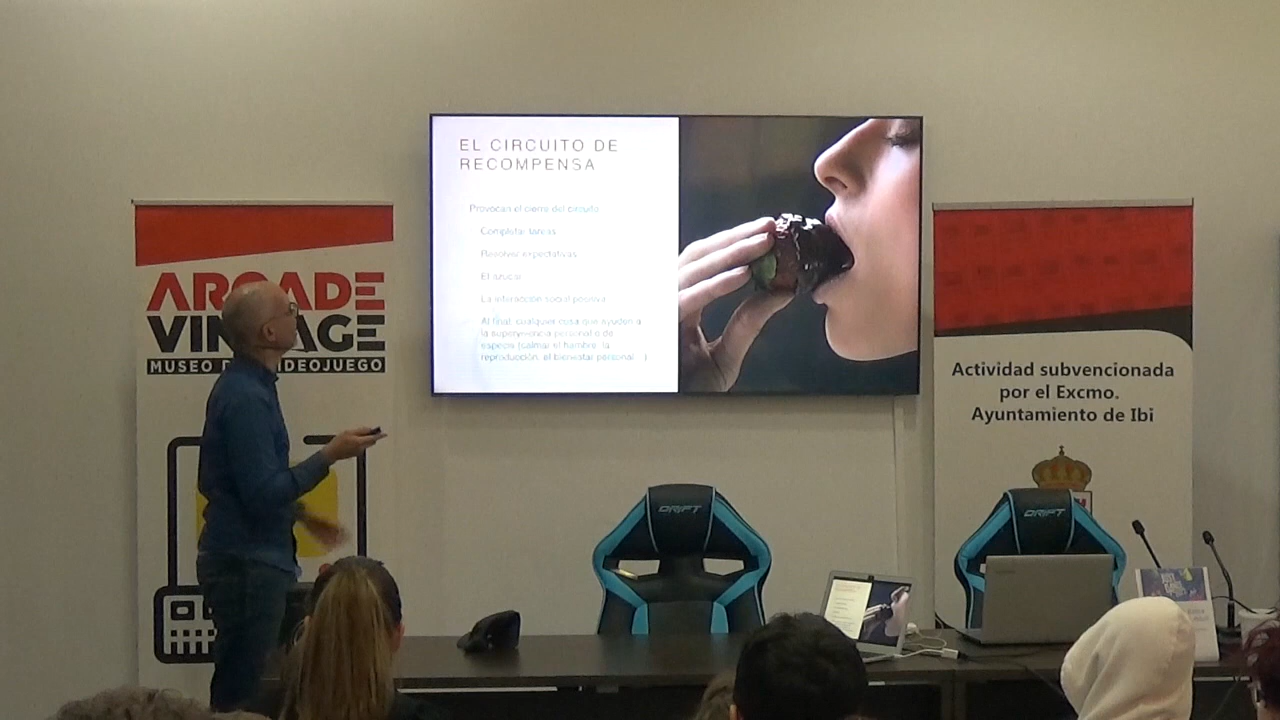 EL CIRCUITO DE
RECOMPENSA
Provocan el cierre del circuito
Completar tareas
Resolver expectativas
El azúcar
La interacción social positiva
Al final, cualquier cosa que ayuden a
la supervivencia personal o de
especie (calmar el hambre, la
reproducción, el bienestar personal...)
ARCADE
VINTAGE
MUSEO D IDEOJUEGO
Actividad subvencionada
por el Excmo.
Ayuntamiento de Ibi
DRIFT
DRIFT